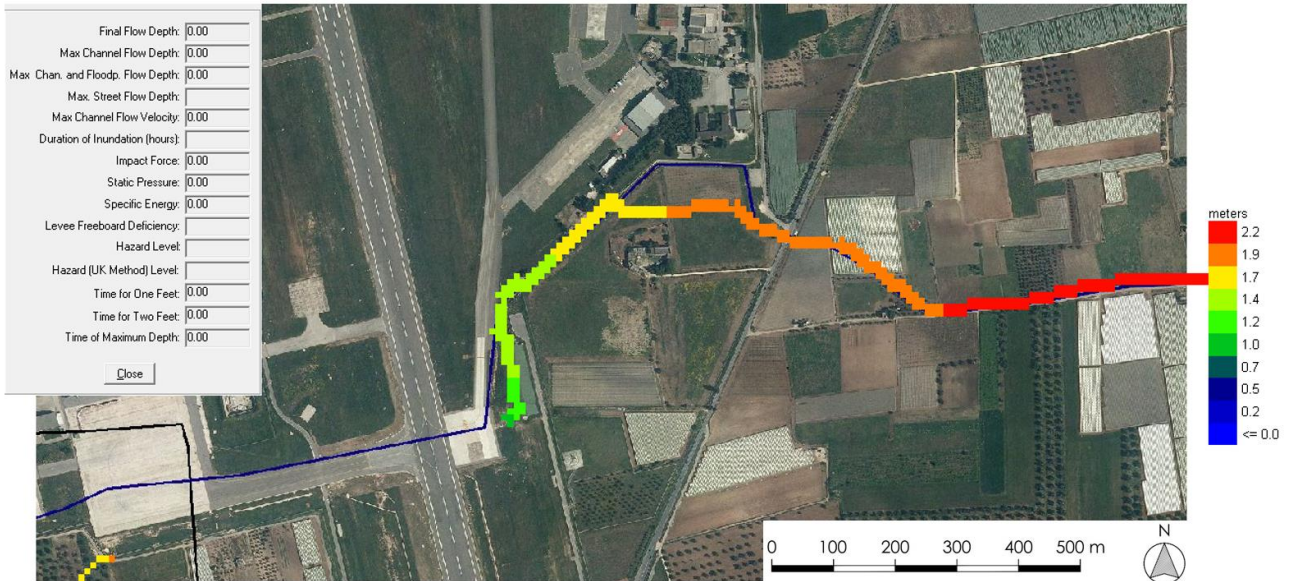 Final Flow Depth: 0.00
Max Channel Flow Depth: 0.00
Max Chan. and Floodp. Flow Depth: 0.00
Max. Street Flow Depth:
Max Channel Flow Velocity: 0.00
Duration of Inundation (hours):
Impact Force: 0.00
Static Pressure: 0.00
Specific Energy: 0.00
Levee Freeboard Deficiency:
Hazard Level:
Hazard (UK Method) Level:
Time for One Feet: 0.00
Time for Two Feet: 0.00
Time of Maximum Depth: 0.00
Close
meters
2.2
1.9
1.7
1.4
1.2
1.0
0.7
0.5
0.2
<= 0.0
0 100 200 300 400 500 m
N